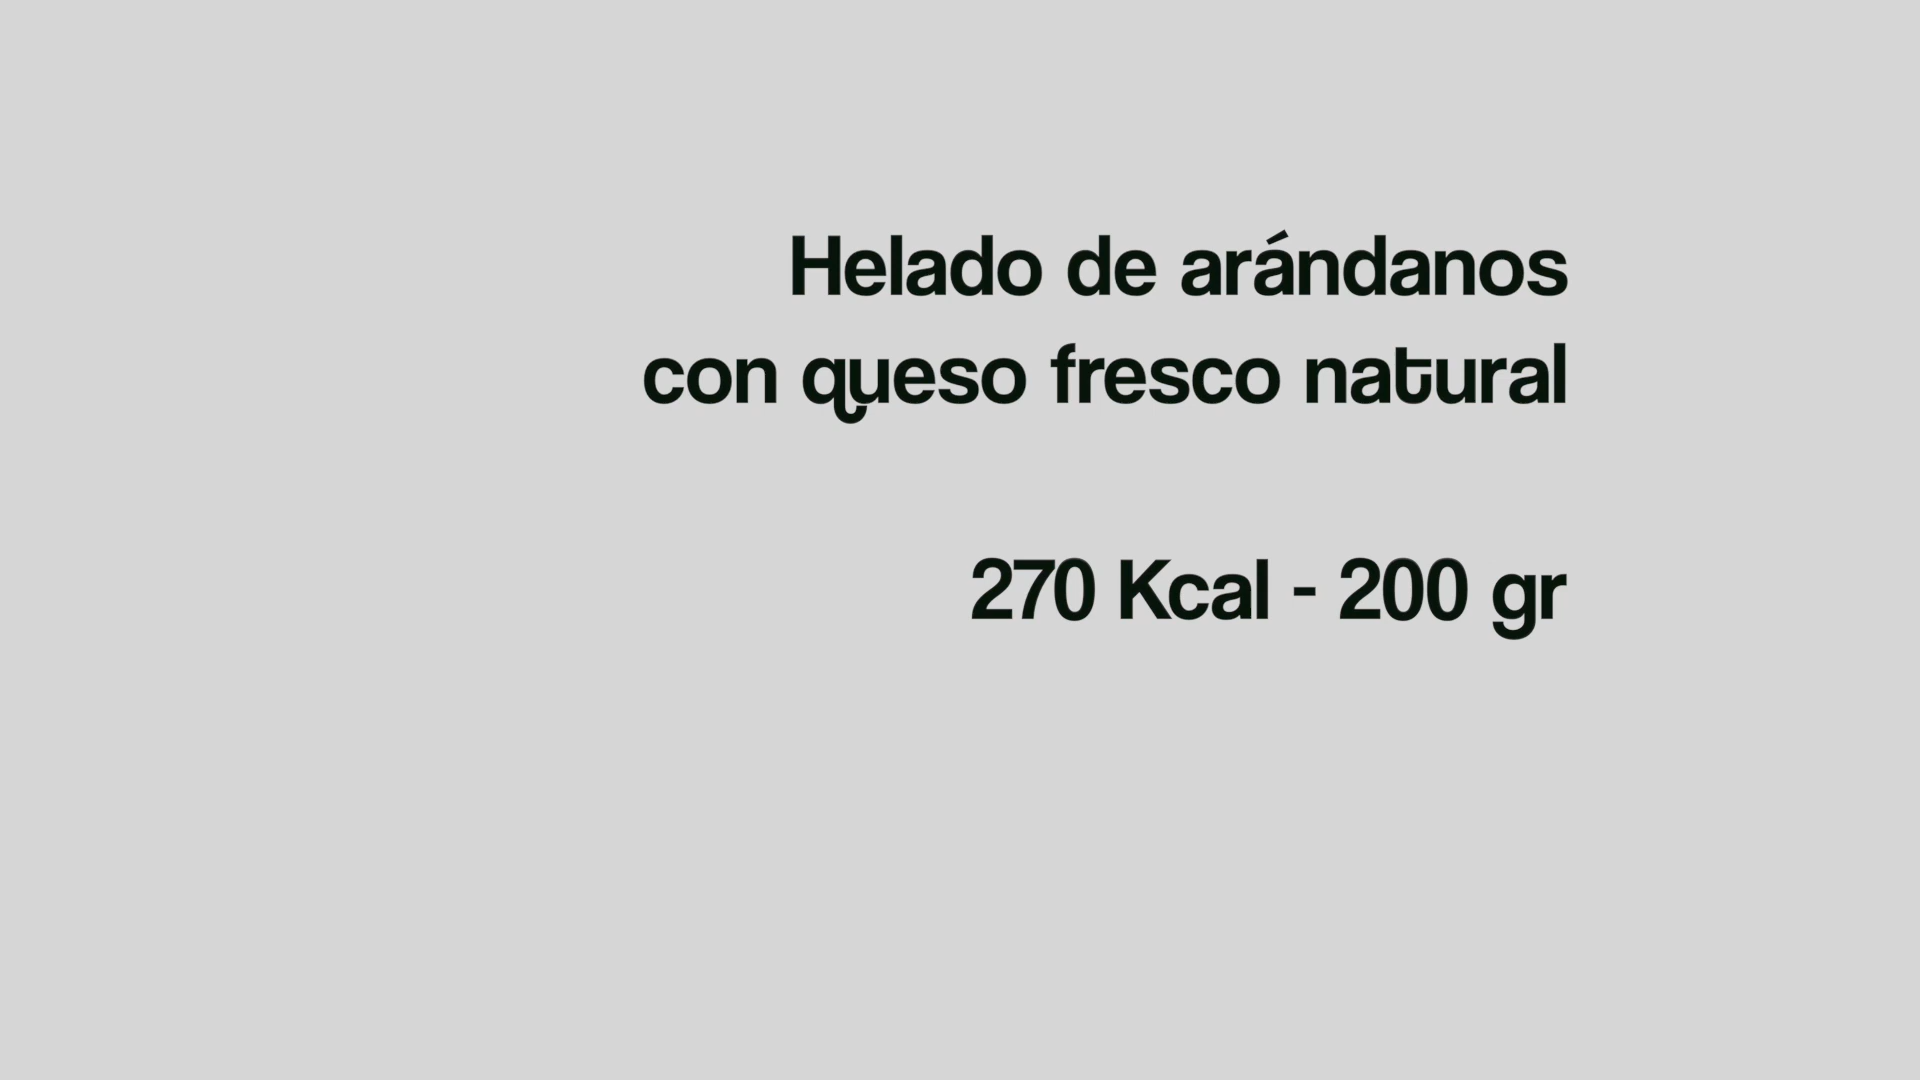 Helado de arándanos
con queso fresco natural
270 Kcal - 200 gr